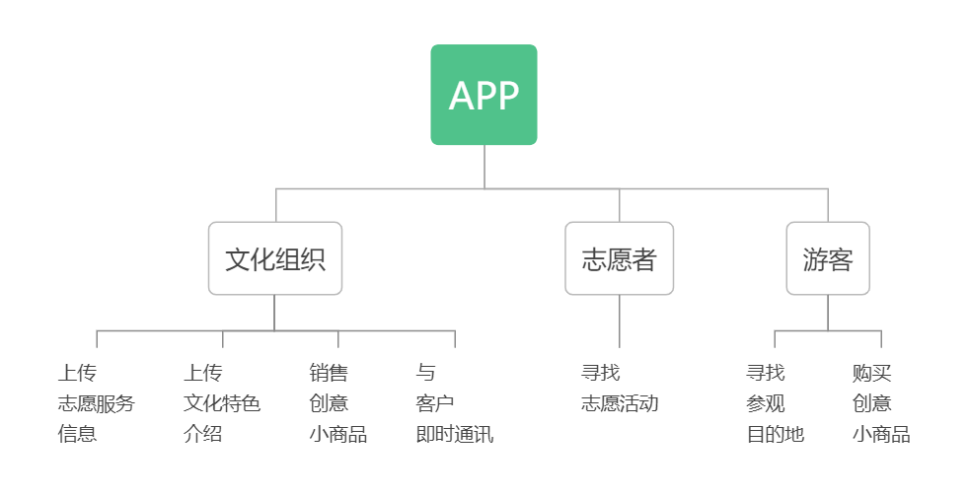 APP
文化组织
志愿者
游客
上传
志愿服务
信息
上传
文化特色
介绍
销售
创意
小商品
与
客户
即时通讯
寻找
志愿活动
寻找
参观
目的地
购买
创意
小商品